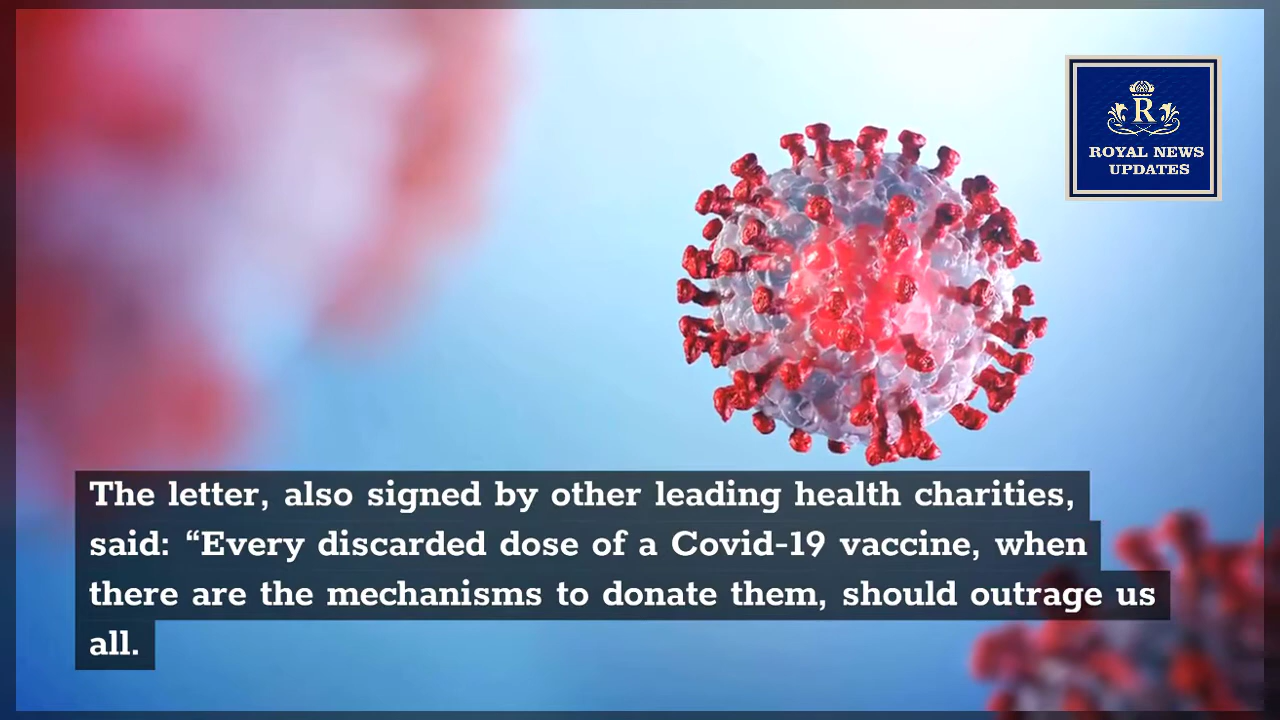 R
ROYAL NEWS
UPDATES
The letter, also signed by other leading health charities,
said: “Every discarded dose of a Covid-19 vaccine, when
there are the mechanisms to donate them, should outrage us
all.